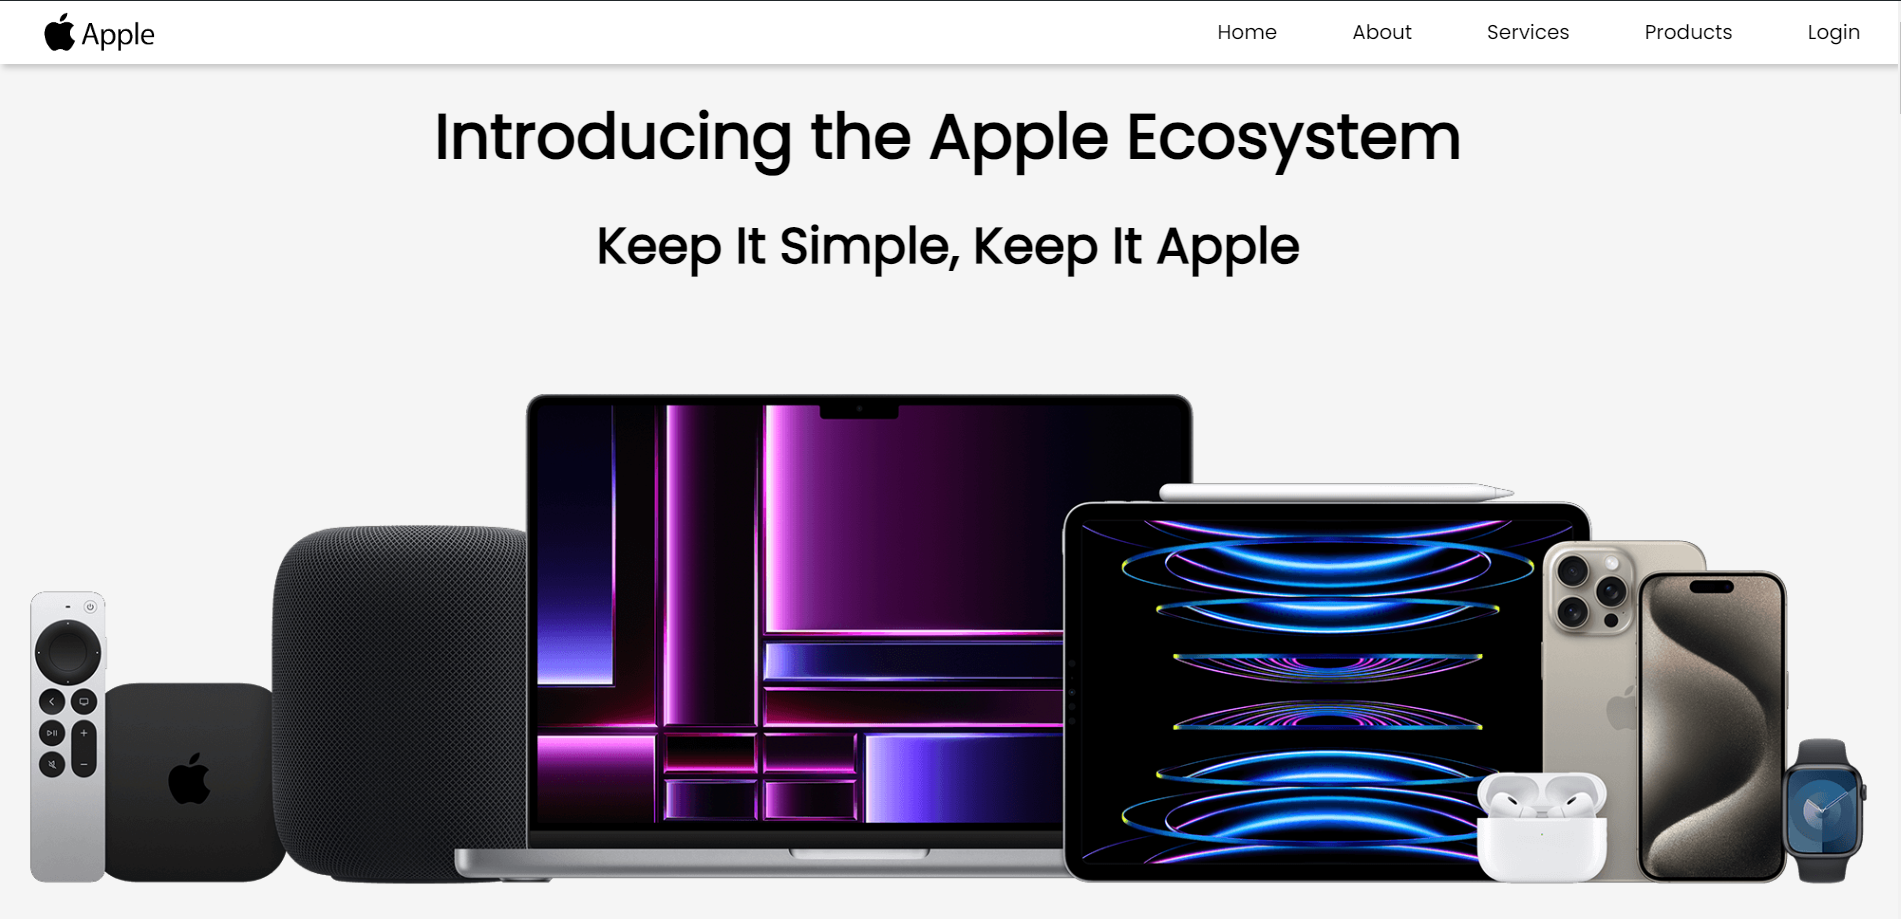 Apple
Home
About
Services
Products
Login
Introducing the Apple Ecosystem
Keep It Simple, Keep It Apple